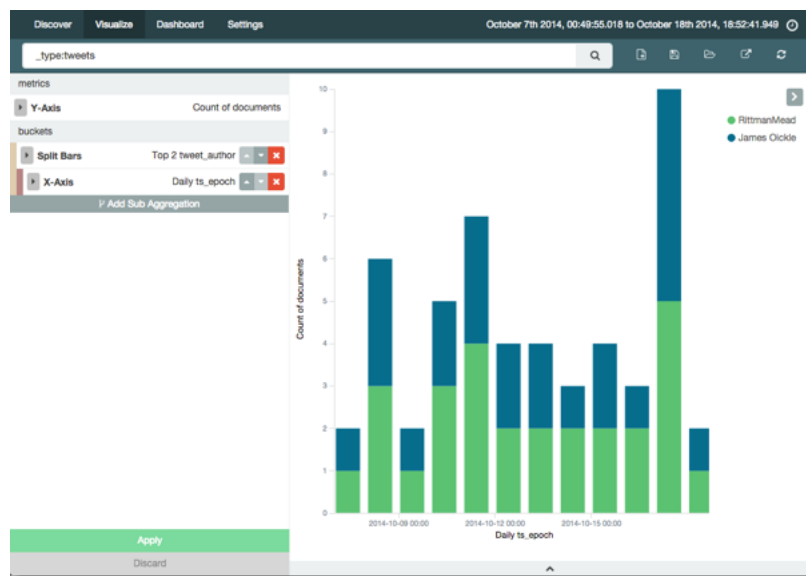 Discover Visualize Dashboard Settings October 7th 2014, 00:49:55.018 to October 18th 2014, 18:52:41.949
_type:tweets
metrics
Y-Axis Count of documents
buckets
Split Bars Top 2 tweet_author
X-Axis Daily ts_epoch
Add Sub Aggregation
Apply
Discard
10
9
8
7
6
5
4
3
2
1
0
Count of documents
2014-10-09 00:00 2014-10-12 00:00 2014-10-15 00:00
Daily ts_epoch
RittmanMead
James Oickle